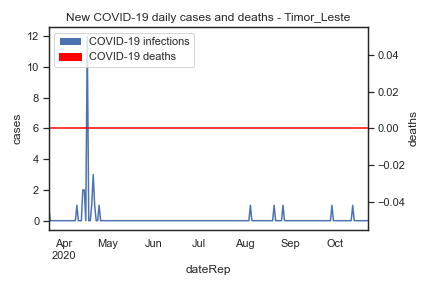 New COVID-19 daily cases and deaths - Timor_Leste
COVID-19 infections
COVID-19 deaths
12
10
8
6
4
2
0
cases
0.04
0.02
0.00
−0.02
−0.04
deaths
Apr May Jun Jul Aug Sep Oct
2020
dateRep